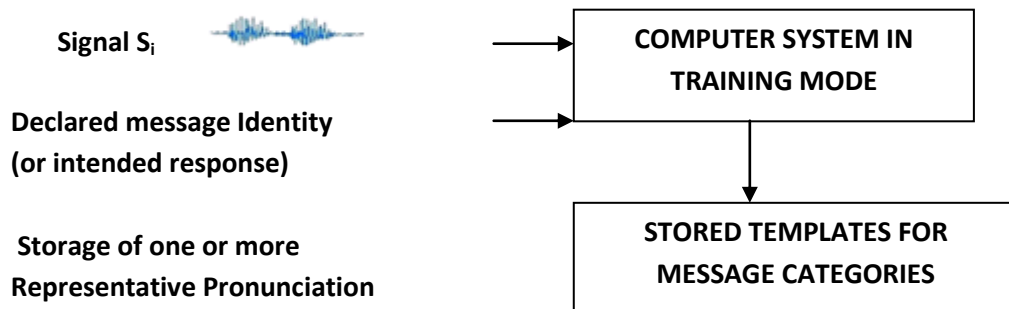 Signal Si
COMPUTER SYSTEM IN
TRAINING MODE
Declared message Identity
(or intended response)
Storage of one or more
Representative Pronunciation
STORED TEMPLATES FOR
MESSAGE CATEGORIES